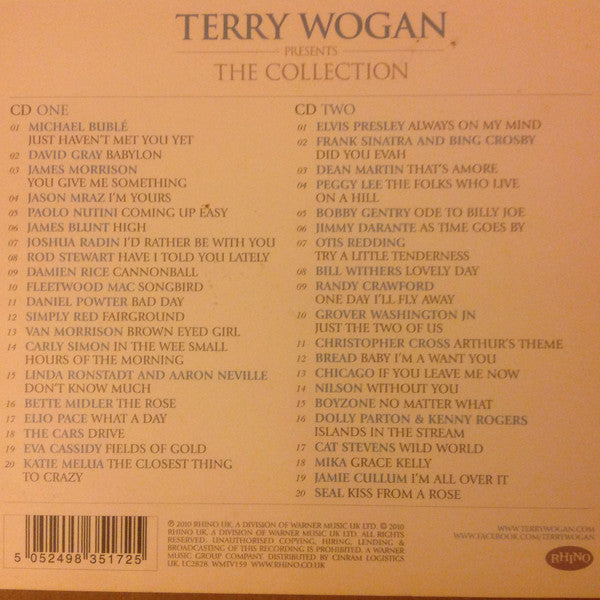 TERRY WOGAN
PRESENTS
THE COLLECTION
CD ONE
01 MICHAEL BUBLÉ
JUST HAVEN'T MET YOU YET
02 DAVID GRAY BABYLON
03 JAMES MORRISON
YOU GIVE ME SOMETHING
04 JASON MRAZ I'M YOURS
05 PAOLO NUTINI COMING UP EASY
06 JAMES BLUNT HIGH
07 JOSHUA RADIN I'D RATHER BE WITH YOU
08 ROD STEWART HAVE I TOLD YOU LATELY
09 DAMIEN RICE CANNONBALL
10 FLEETWOOD MAC SONGBIRD
11 DANIEL POWTER BAD DAY
12 SIMPLY RED FAIRGROUND
13 VAN MORRISON BROWN EYED GIRL
14 CARLY SIMON IN THE WEE SMALL
HOURS OF THE MORNING
15 LINDA RONSTADT AND AARON NEVILLE
DON'T KNOW MUCH
16 BETTE MIDLER THE ROSE
17 ELIO PACE WHAT A DAY
18 THE CARS DRIVE
19 EVA CASSIDY FIELDS OF GOLD
20 KATIE MELUA THE CLOSEST THING
TO CRAZY
CD TWO
01 ELVIS PRESLEY ALWAYS ON MY MIND
02 FRANK SINATRA AND BING CROSBY
DID YOU EVAH
03 DEAN MARTIN THAT'S AMORE
04 PEGGY LEE THE FOLKS WHO LIVE
ON A HILL
05 BOBBY GENTRY ODE TO BILLY JOE
06 JIMMY DARANTE AS TIME GOES BY
07 OTIS REDDING
TRY A LITTLE TENDERNESS
08 BILL WITHERS LOVELY DAY
09 RANDY CRAWFORD
ONE DAY I'LL FLY AWAY
10 GROVER WASHINGTON JN
JUST THE TWO OF US
11 CHRISTOPHER CROSS ARTHUR'S THEME
12 BREAD BABY I'M A WANT YOU
13 CHICAGO IF YOU LEAVE ME NOW
14 NILSON WITHOUT YOU
15 BOYZONE NO MATTER WHAT
16 DOLLY PARTON & KENNY ROGERS
ISLANDS IN THE STREAM
17 CAT STEVENS WILD WORLD
18 MIKA GRACE KELLY
19 JAMIE CULLUM I'M ALL OVER IT
20 SEAL KISS FROM A ROSE
5 052498 351725
℗ 2010 RHINO UK, A DIVISION OF WARNER MUSIC UK LTD. © 2010
RHINO UK, A DIVISION OF WARNER MUSIC UK LTD. ALL RIGHTS
RESERVED. UNAUTHORISED COPYING, HIRING, LENDING &
BROADCASTING OF THIS RECORDING IS PROHIBITED. A WARNER
MUSIC GROUP COMPANY. DISTRIBUTED BY CINRAM LOGISTICS
UK. LC2828. WMTV159 WWW.RHINO.CO.UK
WWW.TERRYWOGAN.COM
WWW.FACEBOOK.COM/TERRYWOGAN
RHINO